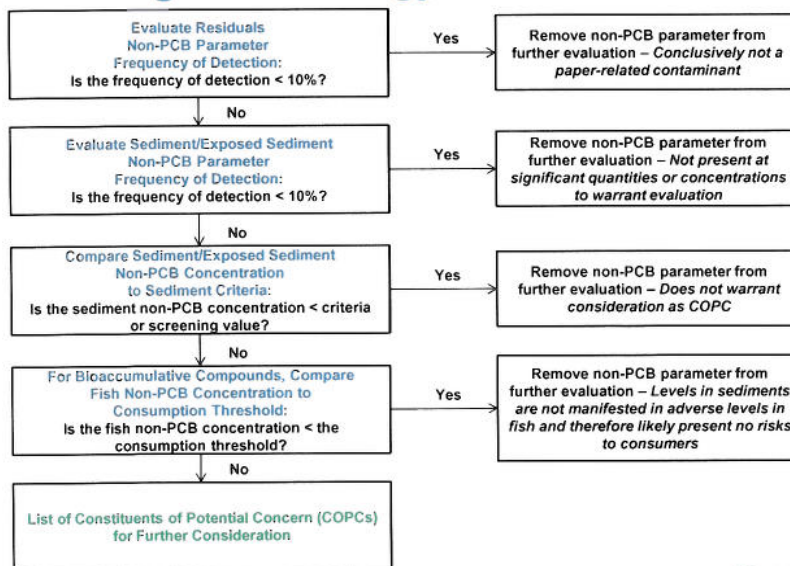 Evaluate Residuals
Non-PCB Parameter
Frequency of Detection:
Is the frequency of detection < 10%?
Yes
Remove non-PCB parameter from
further evaluation – Conclusively not a
paper-related contaminant
No
Evaluate Sediment/Exposed Sediment
Non-PCB Parameter
Frequency of Detection:
Is the frequency of detection < 10%?
Yes
Remove non-PCB parameter from
further evaluation – Not present at
significant quantities or concentrations
to warrant evaluation
No
Compare Sediment/Exposed Sediment
Non-PCB Concentration
to Sediment Criteria:
Is the sediment non-PCB concentration < criteria
or screening value?
Yes
Remove non-PCB parameter from
further evaluation – Does not warrant
consideration as COPC
No
For Bioaccumulative Compounds, Compare
Fish Non-PCB Concentration to
Consumption Threshold:
Is the fish non-PCB concentration < the
consumption threshold?
Yes
Remove non-PCB parameter from
further evaluation – Levels in sediments
are not manifested in adverse levels in
fish and therefore likely present no risks
to consumers
No
List of Constituents of Potential Concern (COPCs)
for Further Consideration